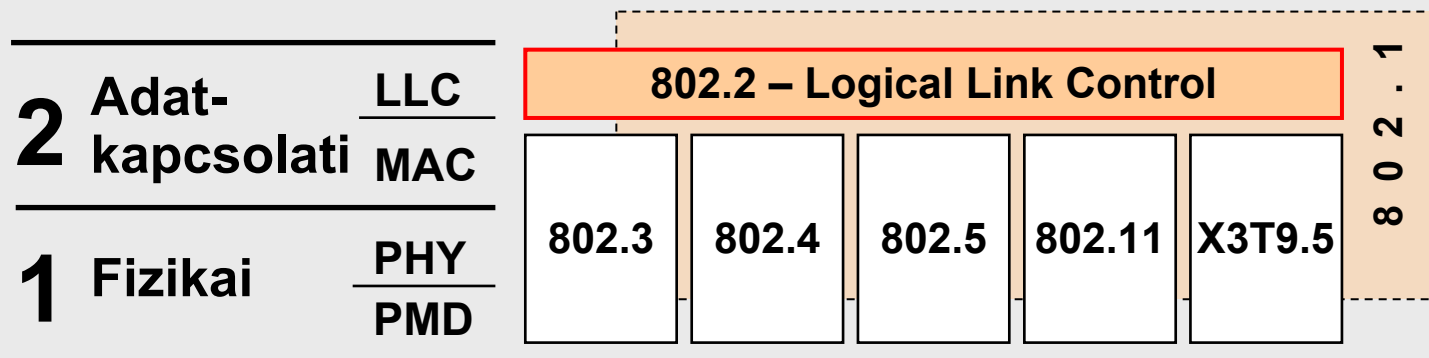 2 Adat-
kapcsolati
LLC
MAC
1 Fizikai
PHY
PMD
802.2 – Logical Link Control
802.3 802.4 802.5 802.11 X3T9.5
802.1